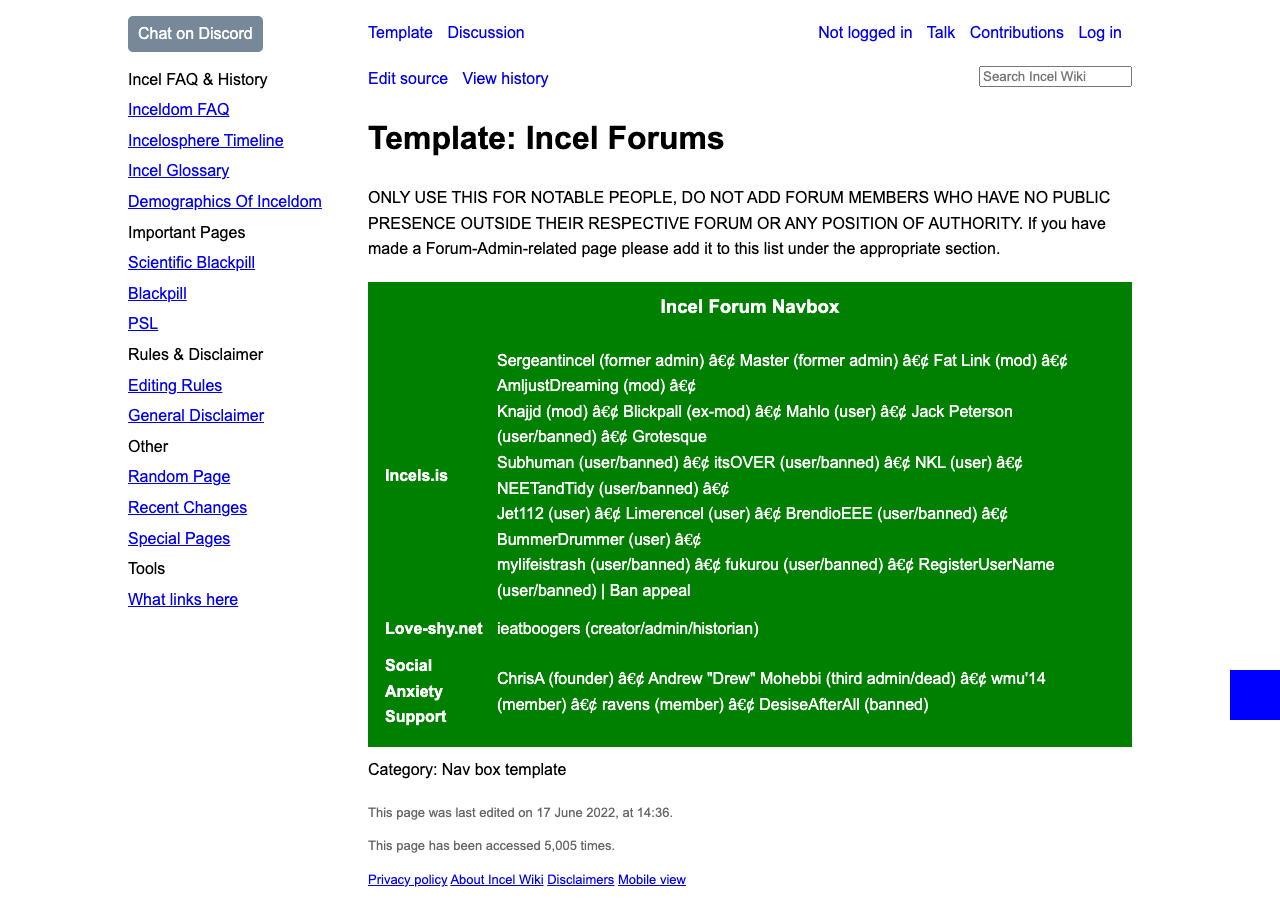 Chat on Discord
Incel FAQ & History
Inceldom FAQ
Incelosphere Timeline
Incel Glossary
Demographics Of Inceldom
Important Pages
Scientific Blackpill
Blackpill
PSL
Rules & Disclaimer
Editing Rules
General Disclaimer
Other
Random Page
Recent Changes
Special Pages
Tools
What links here
Template Discussion
Not logged in Talk Contributions Log in
Edit source View history
Search Incel Wiki
Template: Incel Forums
ONLY USE THIS FOR NOTABLE PEOPLE, DO NOT ADD FORUM MEMBERS WHO HAVE NO PUBLIC
PRESENCE OUTSIDE THEIR RESPECTIVE FORUM OR ANY POSITION OF AUTHORITY. If you have
made a Forum-Admin-related page please add it to this list under the appropriate section.
Incel Forum Navbox
Incels.is
Sergeantincel (former admin) â€¢ Master (former admin) â€¢ Fat Link (mod) â€¢
AmljustDreaming (mod) â€¢
Knajjd (mod) â€¢ Blickpall (ex-mod) â€¢ Mahlo (user) â€¢ Jack Peterson
(user/banned) â€¢ Grotesque
Subhuman (user/banned) â€¢ itsOVER (user/banned) â€¢ NKL (user) â€¢
NEETandTidy (user/banned) â€¢
Jet112 (user) â€¢ Limerencel (user) â€¢ BrendioEEE (user/banned) â€¢
BummerDrummer (user) â€¢
mylifeistrash (user/banned) â€¢ fukurou (user/banned) â€¢ RegisterUserName
(user/banned) | Ban appeal
Love-shy.net
ieatboogers (creator/admin/historian)
Social
Anxiety
Support
ChrisA (founder) â€¢ Andrew "Drew" Mohebbi (third admin/dead) â€¢ wmu'14
(member) â€¢ ravens (member) â€¢ DesiseAfterAll (banned)
Category: Nav box template
This page was last edited on 17 June 2022, at 14:36.
This page has been accessed 5,005 times.
Privacy policy About Incel Wiki Disclaimers Mobile view